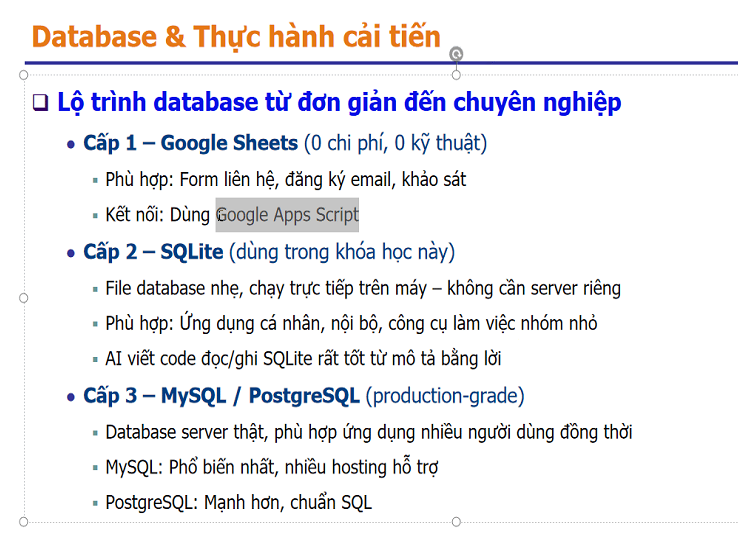 Database & Thực hành cải tiến
Lộ trình database từ đơn giản đến chuyên nghiệp
Cấp 1 – Google Sheets (0 chi phí, 0 kỹ thuật)
Phù hợp: Form liên hệ, đăng ký email, khảo sát
Kết nối: Dùng Google Apps Script
Cấp 2 – SQLite (dùng trong khóa học này)
File database nhẹ, chạy trực tiếp trên máy – không cần server riêng
Phù hợp: Ứng dụng cá nhân, nội bộ, công cụ làm việc nhóm nhỏ
AI viết code đọc/ghi SQLite rất tốt từ mô tả bằng lời
Cấp 3 – MySQL / PostgreSQL (production-grade)
Database server thật, phù hợp ứng dụng nhiều người dùng đồng thời
MySQL: Phổ biến nhất, nhiều hosting hỗ trợ
PostgreSQL: Mạnh hơn, chuẩn SQL